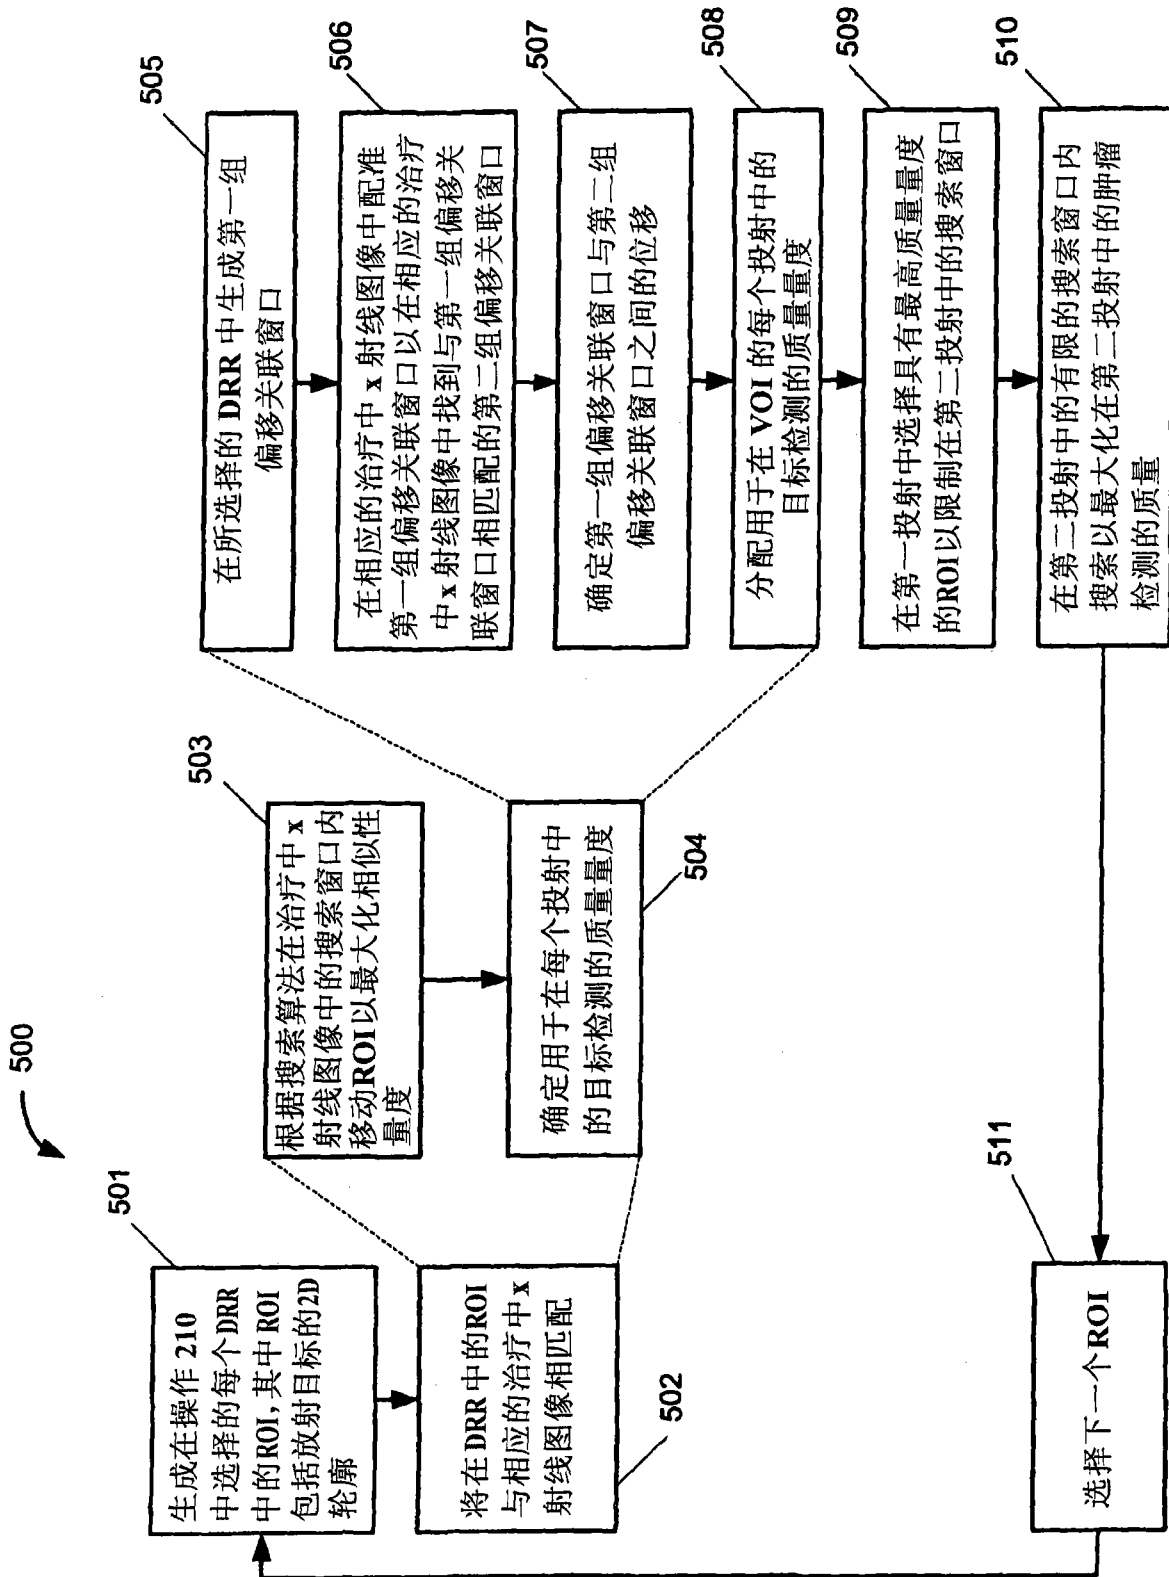 500
501
生成在操作 210
中选择的每个DRR
中的ROI,其中ROI
包括放射目标的2D
轮廓
将在DRR中的ROI
与相应的治疗中x
射线图像相匹配
502
503
根据搜索算法在治疗中x
射线图像中的搜索窗口内
移动ROI以最大化相似性
量度
确定用于在每个投射中
的目标检测的质量量度
504
505
在所选择的 DRR 中生成第一组
偏移关联窗口
506
在相应的治疗中 x 射线图像中配准
第一组偏移关联窗口以在相应的治疗
中x射线图像中找到与第一组偏移关
联窗口相匹配的第二组偏移关联窗口
507
确定第一组偏移关联窗口与第二组
偏移关联窗口之间的位移
508
分配用于在 VOI 的每个投射中的
目标检测的质量量度
509
在第一投射中选择具有最高质量量度
的ROI以限制在第二投射中的搜索窗口
510
在第二投射中的有限的搜索窗口内
搜索以最大化在第二投射中的肿瘤
检测的质量
511
选择下一个ROI